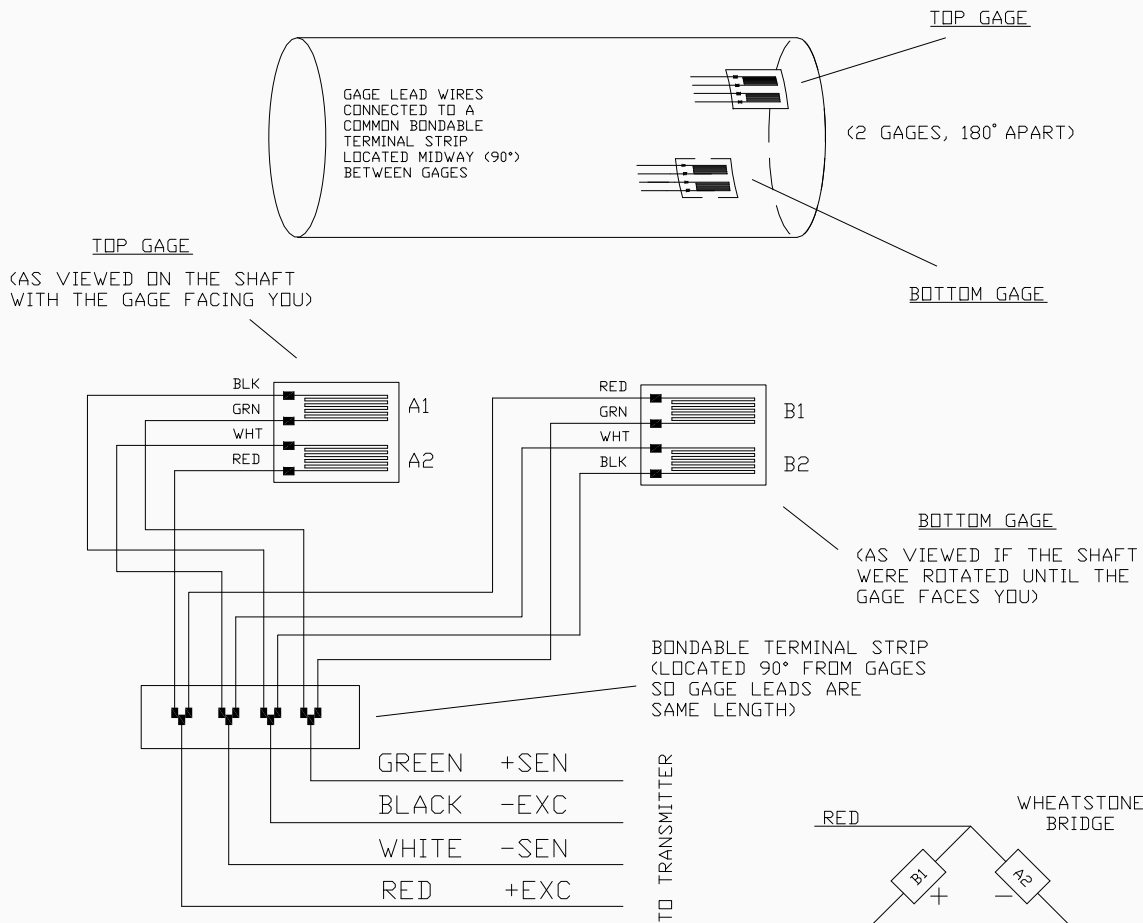 TOP GAGE
GAGE LEAD WIRES
CONNECTED TO A
COMMON BONDABLE
TERMINAL STRIP
LOCATED MIDWAY (90°)
BETWEEN GAGES
(2 GAGES, 180° APART)
BOTTOM GAGE
TOP GAGE
(AS VIEWED ON THE SHAFT
WITH THE GAGE FACING YOU)
BLK
GRN
WHT
RED
A1
A2
RED
GRN
WHT
BLK
B1
B2
BOTTOM GAGE
(AS VIEWED IF THE SHAFT
WERE ROTATED UNTIL THE
GAGE FACES YOU)
BONDABLE TERMINAL STRIP
(LOCATED 90° FROM GAGES
SO GAGE LEADS ARE
SAME LENGTH)
GREEN +SEN
BLACK -EXC
WHITE -SEN
RED +EXC
TO TRANSMITTER
WHEATSTONE
BRIDGE
RED
B1
+
A2
-